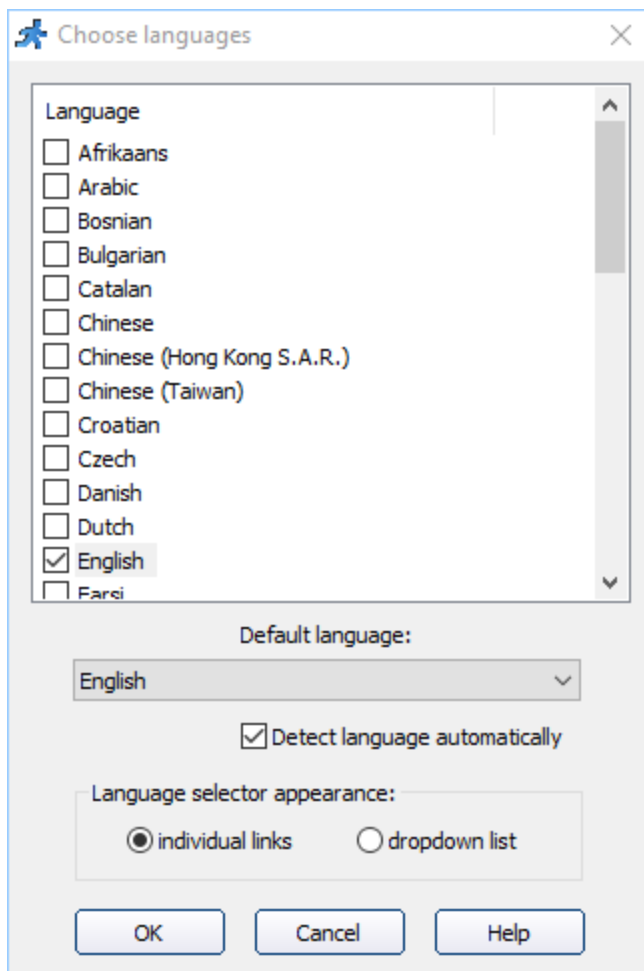 Choose languages
Language
Afrikaans
Arabic
Bosnian
Bulgarian
Catalan
Chinese
Chinese (Hong Kong S.A.R.)
Chinese (Taiwan)
Croatian
Czech
Danish
Dutch
English
Farsi
Default language:
English
Detect language automatically
Language selector appearance:
individual links dropdown list
OK Cancel Help